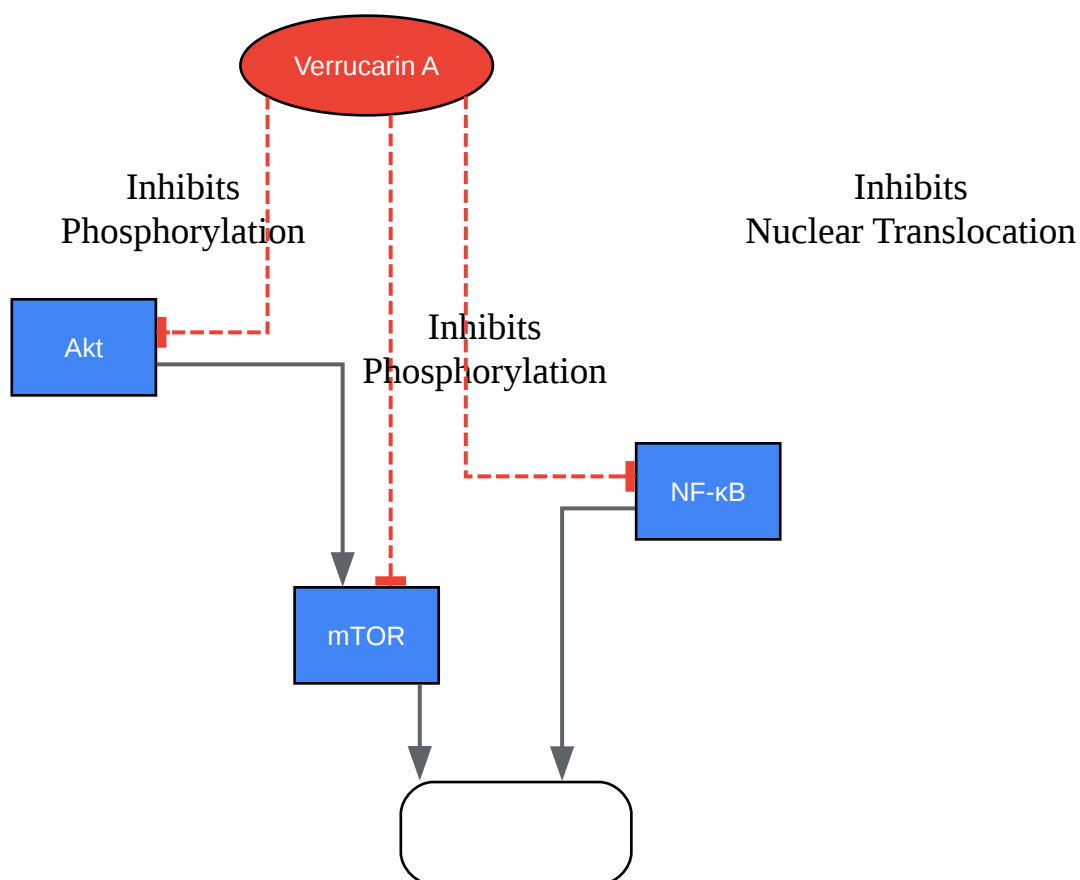 Verrucarin A
Inhibits
Phosphorylation
Inhibits
Nuclear Translocation
Akt
Inhibits
Phosphorylation
NF-κB
mTOR